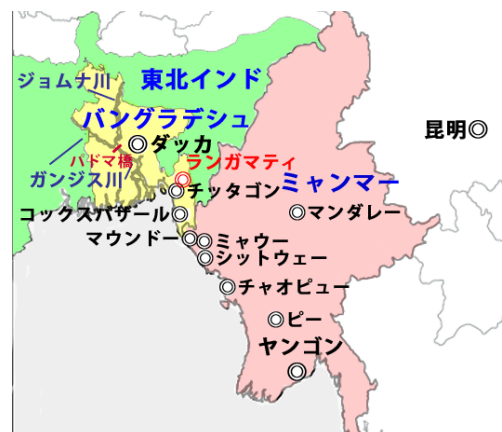 ジョムナ川
東北インド
バングラデシュ
昆明
ダッカ
パドマ橋
ランガマティ
ガンジス川
チッタゴン
ミャンマー
コックスバザール
マンダレー
マウンドー
ミャウー
シットウェー
チャオピュー
ピー
ヤンゴン